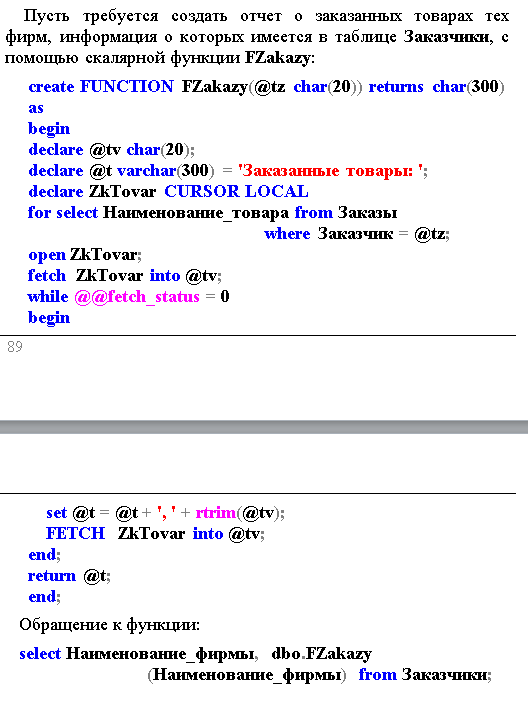 Пусть требуется создать отчет о заказанных товарах тех
фирм, информация о которых имеется в таблице Заказчики, с
помощью скалярной функции FZakazy:
create FUNCTION FZakazy(@tz char(20)) returns char(300)
as
begin
declare @tv char(20);
declare @t varchar(300) = 'Заказанные товары: ';
declare ZkTovar CURSOR LOCAL
for select Наименование_товара from Заказы
where Заказчик = @tz;
open ZkTovar;
fetch ZkTovar into @tv;
while @@fetch_status = 0
begin
89
set @t = @t + ', ' + rtrim(@tv);
FETCH ZkTovar into @tv;
end;
return @t;
end;
Обращение к функции:
select Наименование_фирмы, dbo.FZakazy
(Наименование_фирмы) from Заказчики;